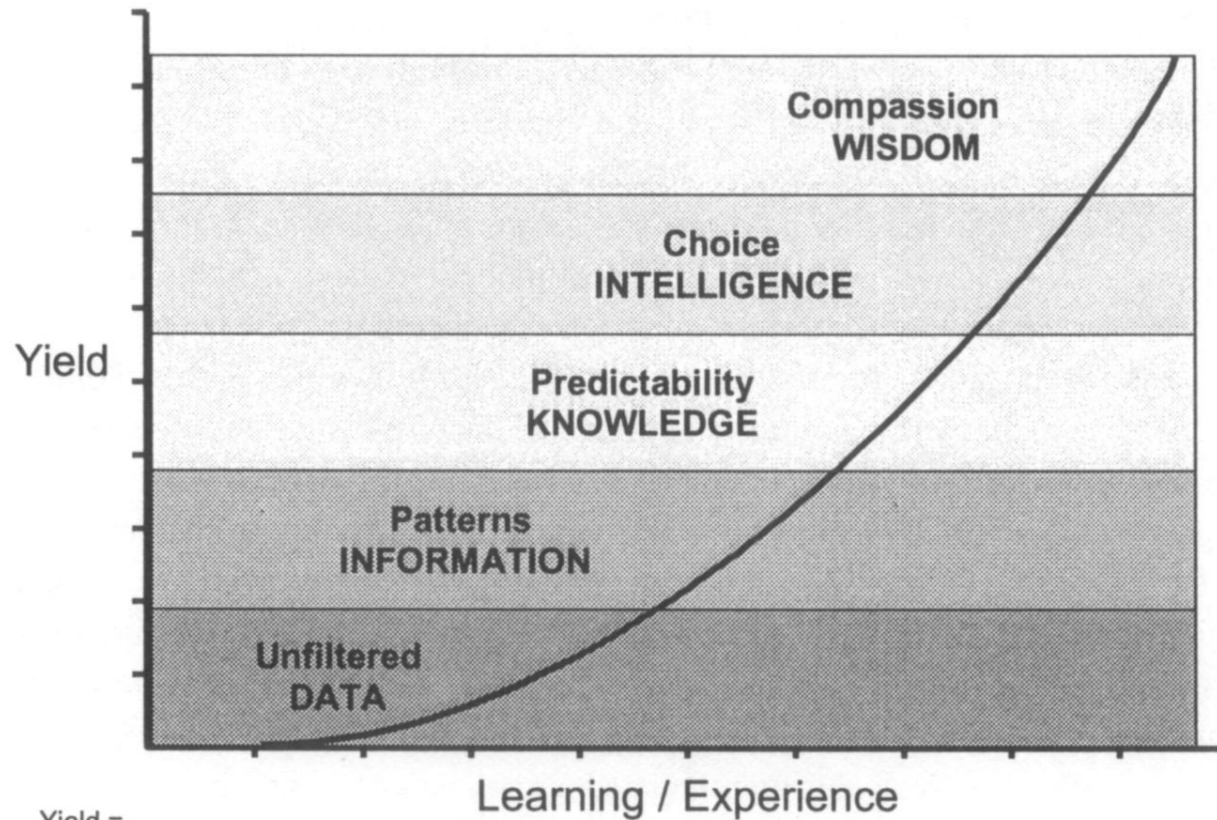 Compassion
WISDOM
Choice
INTELLIGENCE
Yield
Predictability
KNOWLEDGE
Patterns
INFORMATION
Unfiltered
DATA
Learning / Experience
Yield =